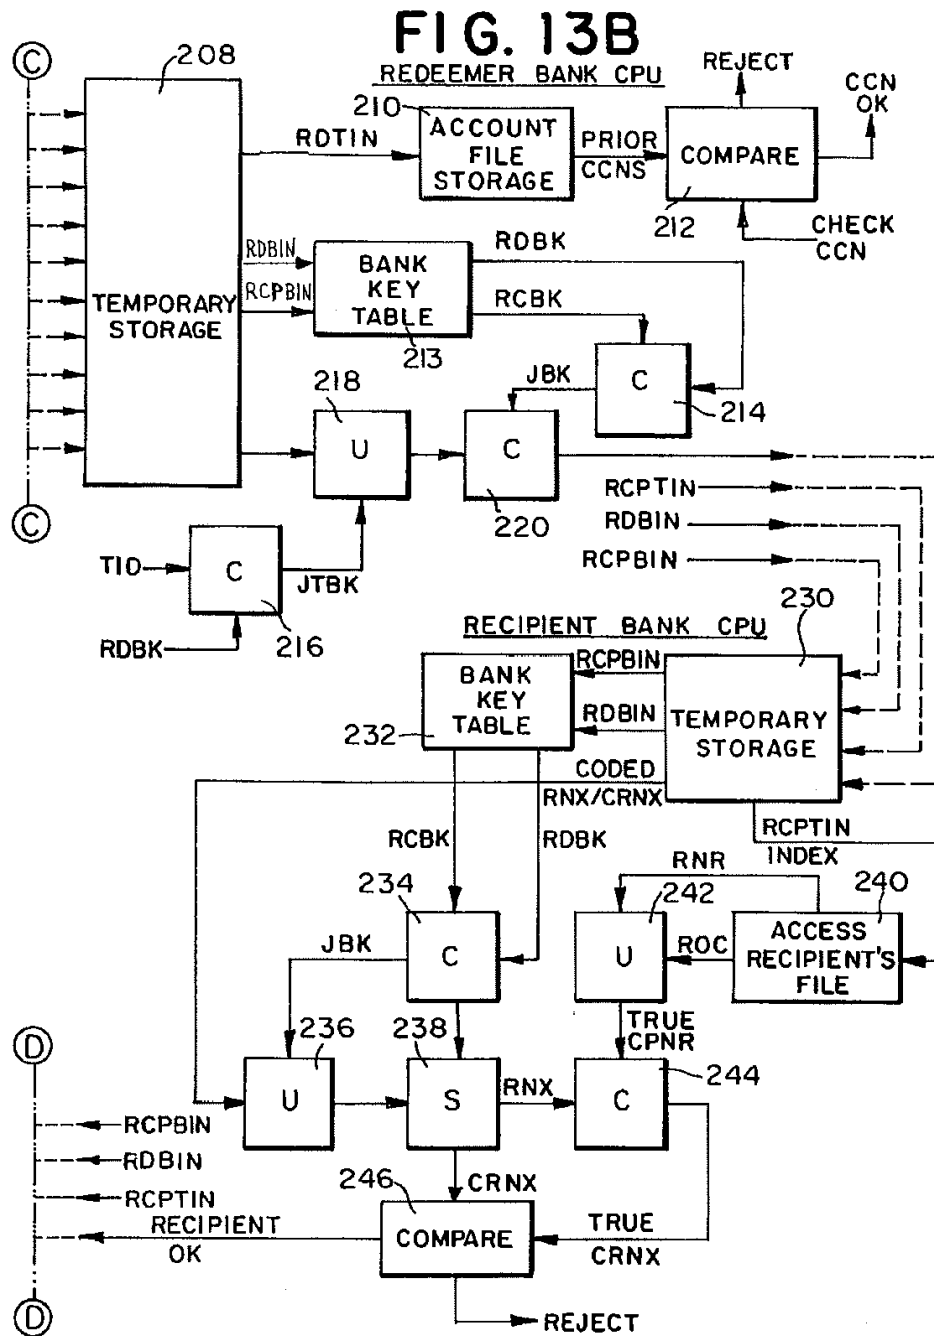 FIG. 13B
C
208
REDEEMER BANK CPU
REJECT
CCN
OK
210
RDTIN
ACCOUNT
FILE
STORAGE
PRIOR
CCNS
COMPARE
212
CHECK
CCN
RDBIN
RCPBIN
TEMPORARY
STORAGE
BANK
KEY
TABLE
213
RDBK
RCBK
C
214
JBK
218
U
C
220
C
RCPTIN
RDBIN
RCPBIN
TID
C
JTBK
216
RDBK
230
RECIPIENT BANK CPU
RCPBIN
BANK
KEY
TABLE
232
RDBIN
TEMPORARY
STORAGE
CODED
RNX/CRNX
RCBK
RDBK
RCPTIN
INDEX
RNR
234
242
240
JBK
C
U
ROC
ACCESS
RECIPIENT'S
FILE
TRUE
CPNR
D
236
238
244
U
S
RNX
C
RCPBIN
RDBIN
RCPTIN
CRNX
246
RECIPIENT
OK
COMPARE
TRUE
CRNX
D
REJECT